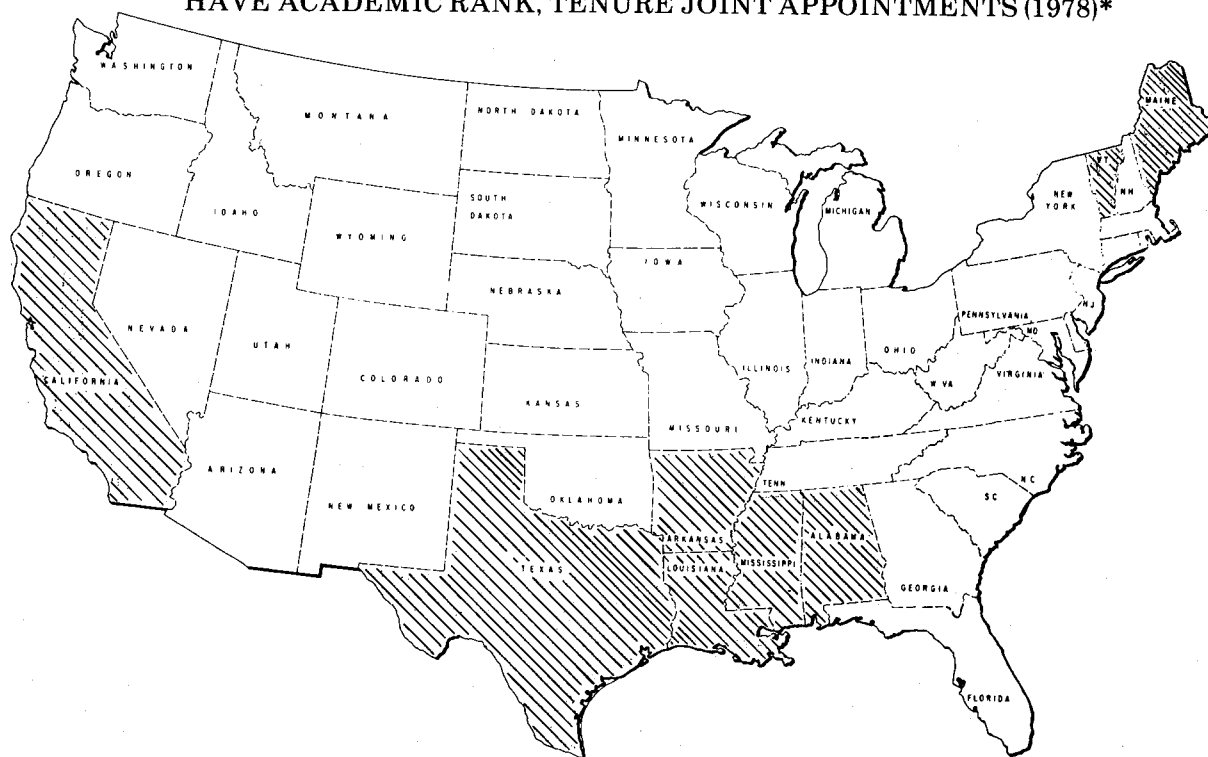 HAVE ACADEMIC RANK, TENURE JOINT APPOINTMENTS (1978)*
WASHINGTON
MONTANA
NORTH DAKOTA
MINNESOTA
MAINE
OREGON
IDAHO
SOUTH
DAKOTA
WISCONSIN
MICHIGAN
NEW
YORK
VT
NH
WYOMING
IOWA
NEBRASKA
PENNSYLVANIA
NJ
NEVADA
UTAH
COLORADO
KANSAS
ILLINOIS
INDIANA
OHIO
MD
W VA
VIRGINIA
CALIFORNIA
MISSOURI
KENTUCKY
ARIZONA
NEW MEXICO
OKLAHOMA
TENN
NC
SC
ARKANSAS
TEXAS
LOUISIANA
MISSISSIPPI
ALABAMA
GEORGIA
FLORIDA